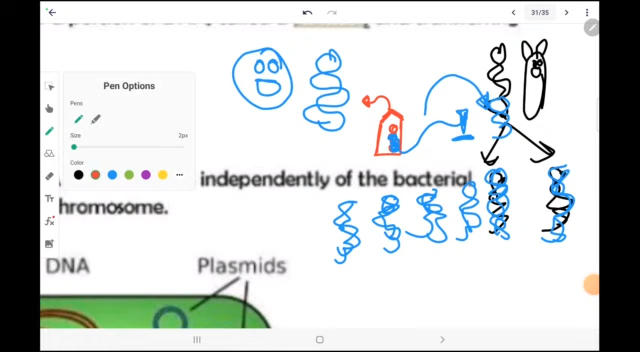 31/35
Pen Options
Pens
Size
2px
Color
independently of the bacterial
hromosome.
DNA
Plasmids